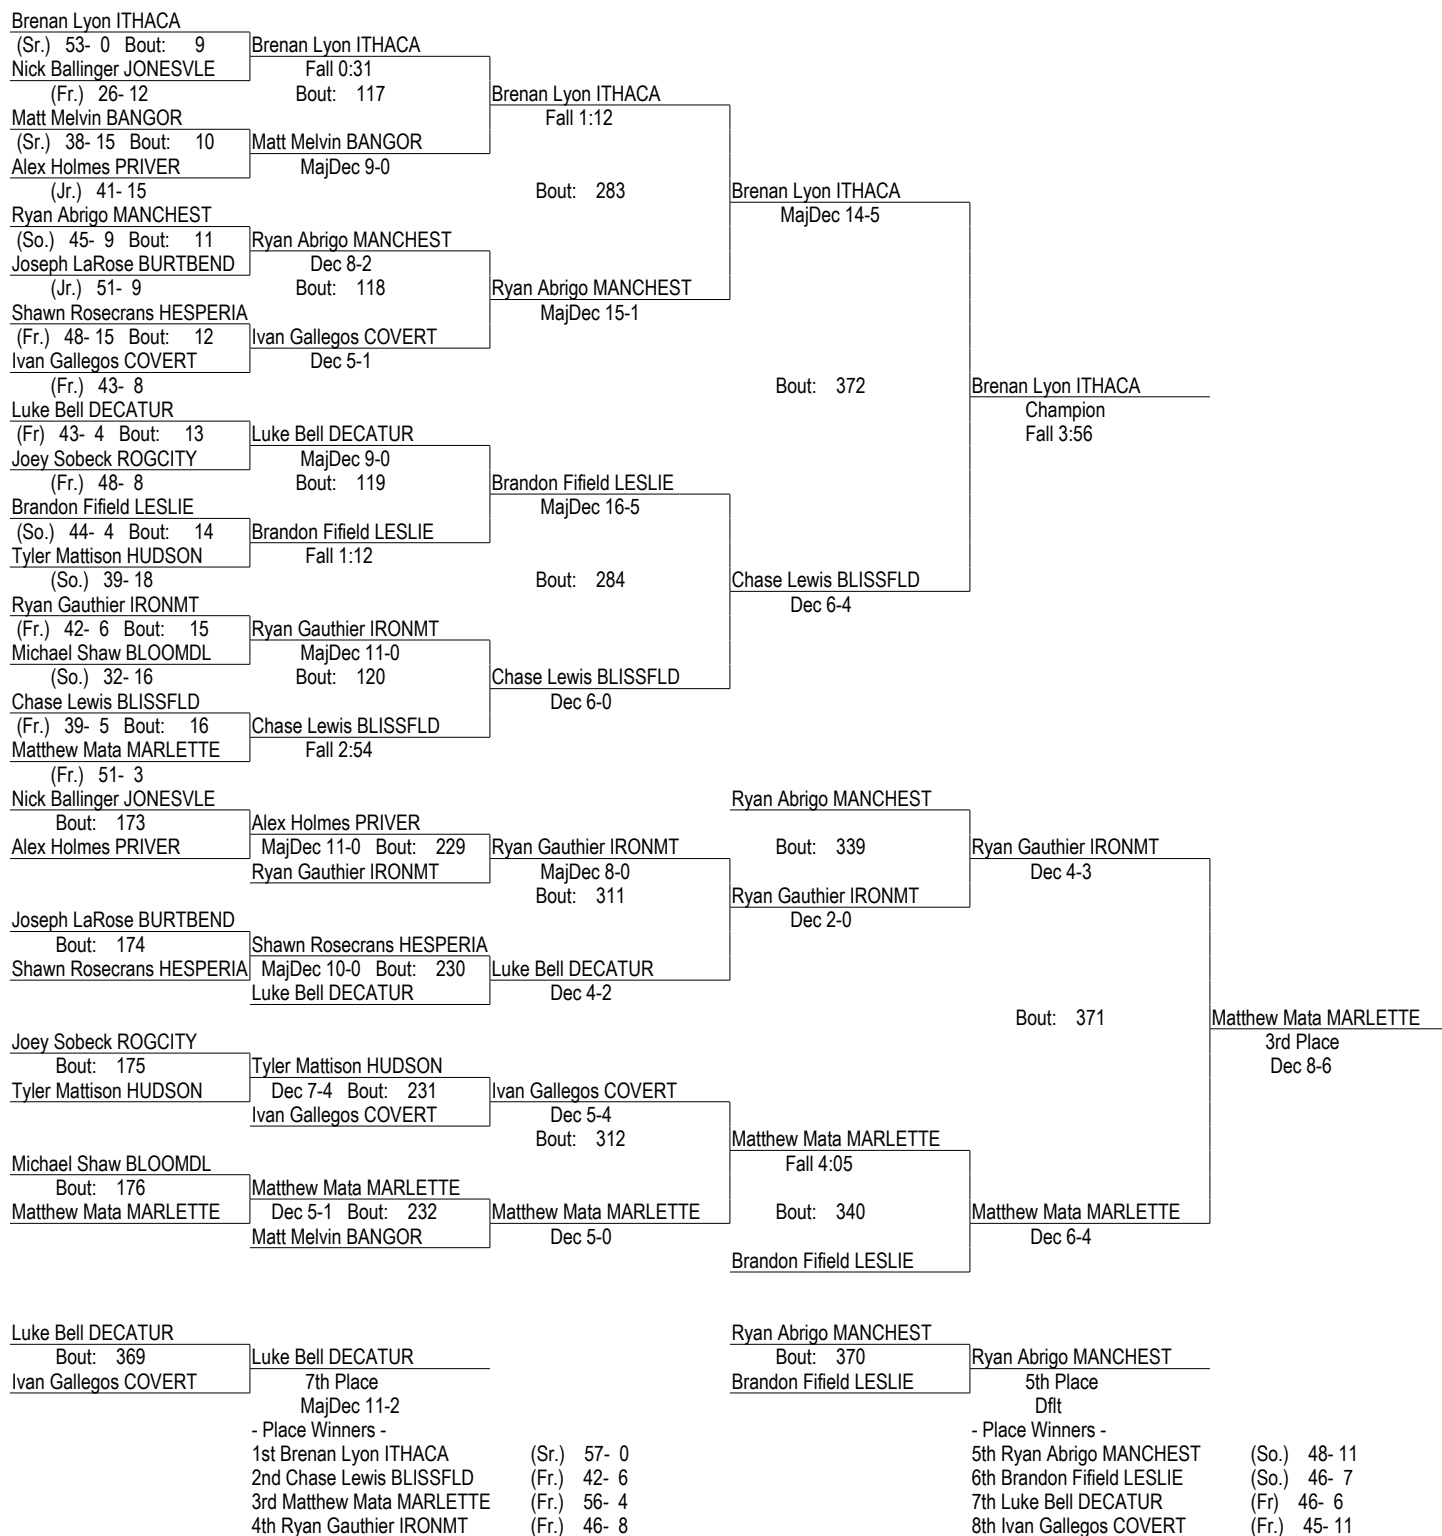 Brenan Lyon ITHACA
(Sr.) 53- 0 Bout: 9 Brenan Lyon ITHACA
Nick Ballinger JONESVLE Fall 0:31
(Fr.) 26- 12 Bout: 117 Brenan Lyon ITHACA
Matt Melvin BANGOR Fall 1:12
(Sr.) 38- 15 Bout: 10 Matt Melvin BANGOR
Alex Holmes PRIVER MajDec 9-0
(Jr.) 41- 15 Bout: 283 Brenan Lyon ITHACA
Ryan Abrigo MANCHEST MajDec 14-5
(So.) 45- 9 Bout: 11 Ryan Abrigo MANCHEST
Joseph LaRose BURTBEND Dec 8-2
(Jr.) 51- 9 Bout: 118 Ryan Abrigo MANCHEST
Shawn Rosecrans HESPERIA MajDec 15-1
(Fr.) 48- 15 Bout: 12 Ivan Gallegos COVERT
Ivan Gallegos COVERT Dec 5-1
(Fr.) 43- 8 Bout: 372 Brenan Lyon ITHACA
Luke Bell DECATUR Champion
(Fr) 43- 4 Bout: 13 Luke Bell DECATUR Fall 3:56
Joey Sobeck ROGCITY MajDec 9-0
(Fr.) 48- 8 Bout: 119 Brandon Fifield LESLIE
Brandon Fifield LESLIE MajDec 16-5
(So.) 44- 4 Bout: 14 Brandon Fifield LESLIE
Tyler Mattison HUDSON Fall 1:12
(So.) 39- 18 Bout: 284 Chase Lewis BLISSFLD
Ryan Gauthier IRONMT Dec 6-4
(Fr.) 42- 6 Bout: 15 Ryan Gauthier IRONMT
Michael Shaw BLOOMDL MajDec 11-0
(So.) 32- 16 Bout: 120 Chase Lewis BLISSFLD
Chase Lewis BLISSFLD Dec 6-0
(Fr.) 39- 5 Bout: 16 Chase Lewis BLISSFLD
Matthew Mata MARLETTE Fall 2:54
(Fr.) 51- 3
Nick Ballinger JONESVLE Ryan Abrigo MANCHEST
Bout: 173 Alex Holmes PRIVER
Alex Holmes PRIVER MajDec 11-0 Bout: 229 Ryan Gauthier IRONMT Bout: 339 Ryan Gauthier IRONMT
Ryan Gauthier IRONMT MajDec 8-0 Dec 4-3
Bout: 311 Ryan Gauthier IRONMT
Joseph LaRose BURTBEND Dec 2-0
Bout: 174 Shawn Rosecrans HESPERIA
Shawn Rosecrans HESPERIA MajDec 10-0 Bout: 230 Luke Bell DECATUR
Luke Bell DECATUR Dec 4-2
Bout: 371 Matthew Mata MARLETTE
Joey Sobeck ROGCITY 3rd Place
Bout: 175 Tyler Mattison HUDSON Dec 8-6
Tyler Mattison HUDSON Dec 7-4 Bout: 231 Ivan Gallegos COVERT
Ivan Gallegos COVERT Dec 5-4
Bout: 312 Matthew Mata MARLETTE
Michael Shaw BLOOMDL Fall 4:05
Bout: 176 Matthew Mata MARLETTE
Matthew Mata MARLETTE Dec 5-1 Bout: 232 Matthew Mata MARLETTE Bout: 340 Matthew Mata MARLETTE
Matt Melvin BANGOR Dec 5-0 Dec 6-4
Brandon Fifield LESLIE
Luke Bell DECATUR Ryan Abrigo MANCHEST
Bout: 369 Luke Bell DECATUR Bout: 370 Ryan Abrigo MANCHEST
Ivan Gallegos COVERT 7th Place Brandon Fifield LESLIE 5th Place
MajDec 11-2 Dflt
- Place Winners - - Place Winners -
1st Brenan Lyon ITHACA (Sr.) 57- 0 5th Ryan Abrigo MANCHEST (So.) 48- 11
2nd Chase Lewis BLISSFLD (Fr.) 42- 6 6th Brandon Fifield LESLIE (So.) 46- 7
3rd Matthew Mata MARLETTE (Fr.) 56- 4 7th Luke Bell DECATUR (Fr) 46- 6
4th Ryan Gauthier IRONMT (Fr.) 46- 8 8th Ivan Gallegos COVERT (Fr.) 45- 11